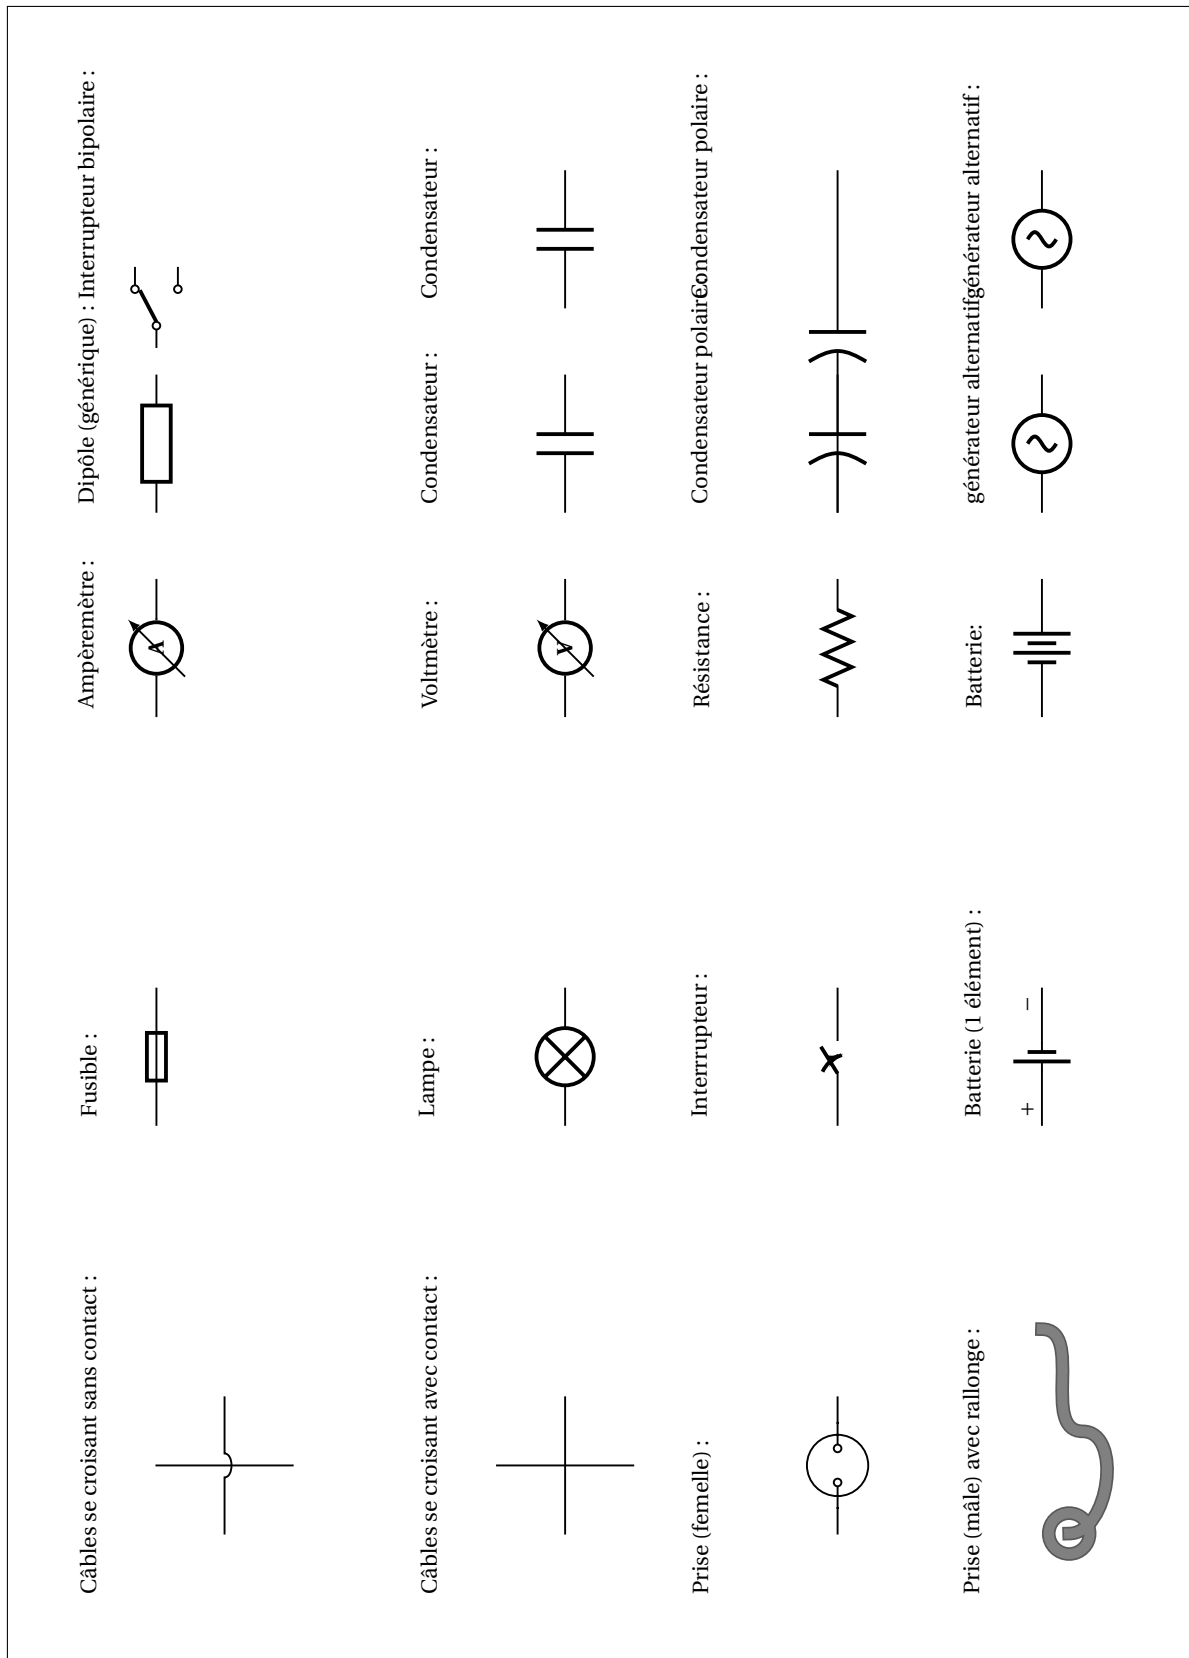 Câbles se croisant sans contact :
Fusible :
Ampèremètre :
Dipôle (générique) :
Interrupteur bipolaire :
A
Câbles se croisant avec contact :
Lampe :
Voltmètre :
Condensateur :
Condensateur :
V
Prise (femelle) :
Interrrupteur :
Résistance :
Condensateur polaire :
Condensateur polaire :
Prise (mâle) avec rallonge :
Batterie (1 élément) :
Batterie:
générateur alternatif :
générateur alternatif :
+ −